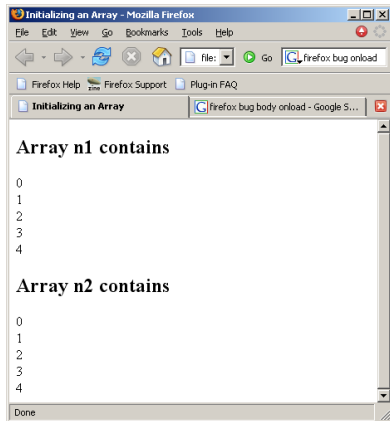 Initializing an Array - Mozilla Firefox
File Edit View Go Bookmarks Tools Help
file: Go G firefox bug onload
Firefox Help zine Firefox Support Plug-in FAQ
Initializing an Array G firefox bug body onload - Google S...
Array n1 contains
0
1
2
3
4
Array n2 contains
0
1
2
3
4
Done